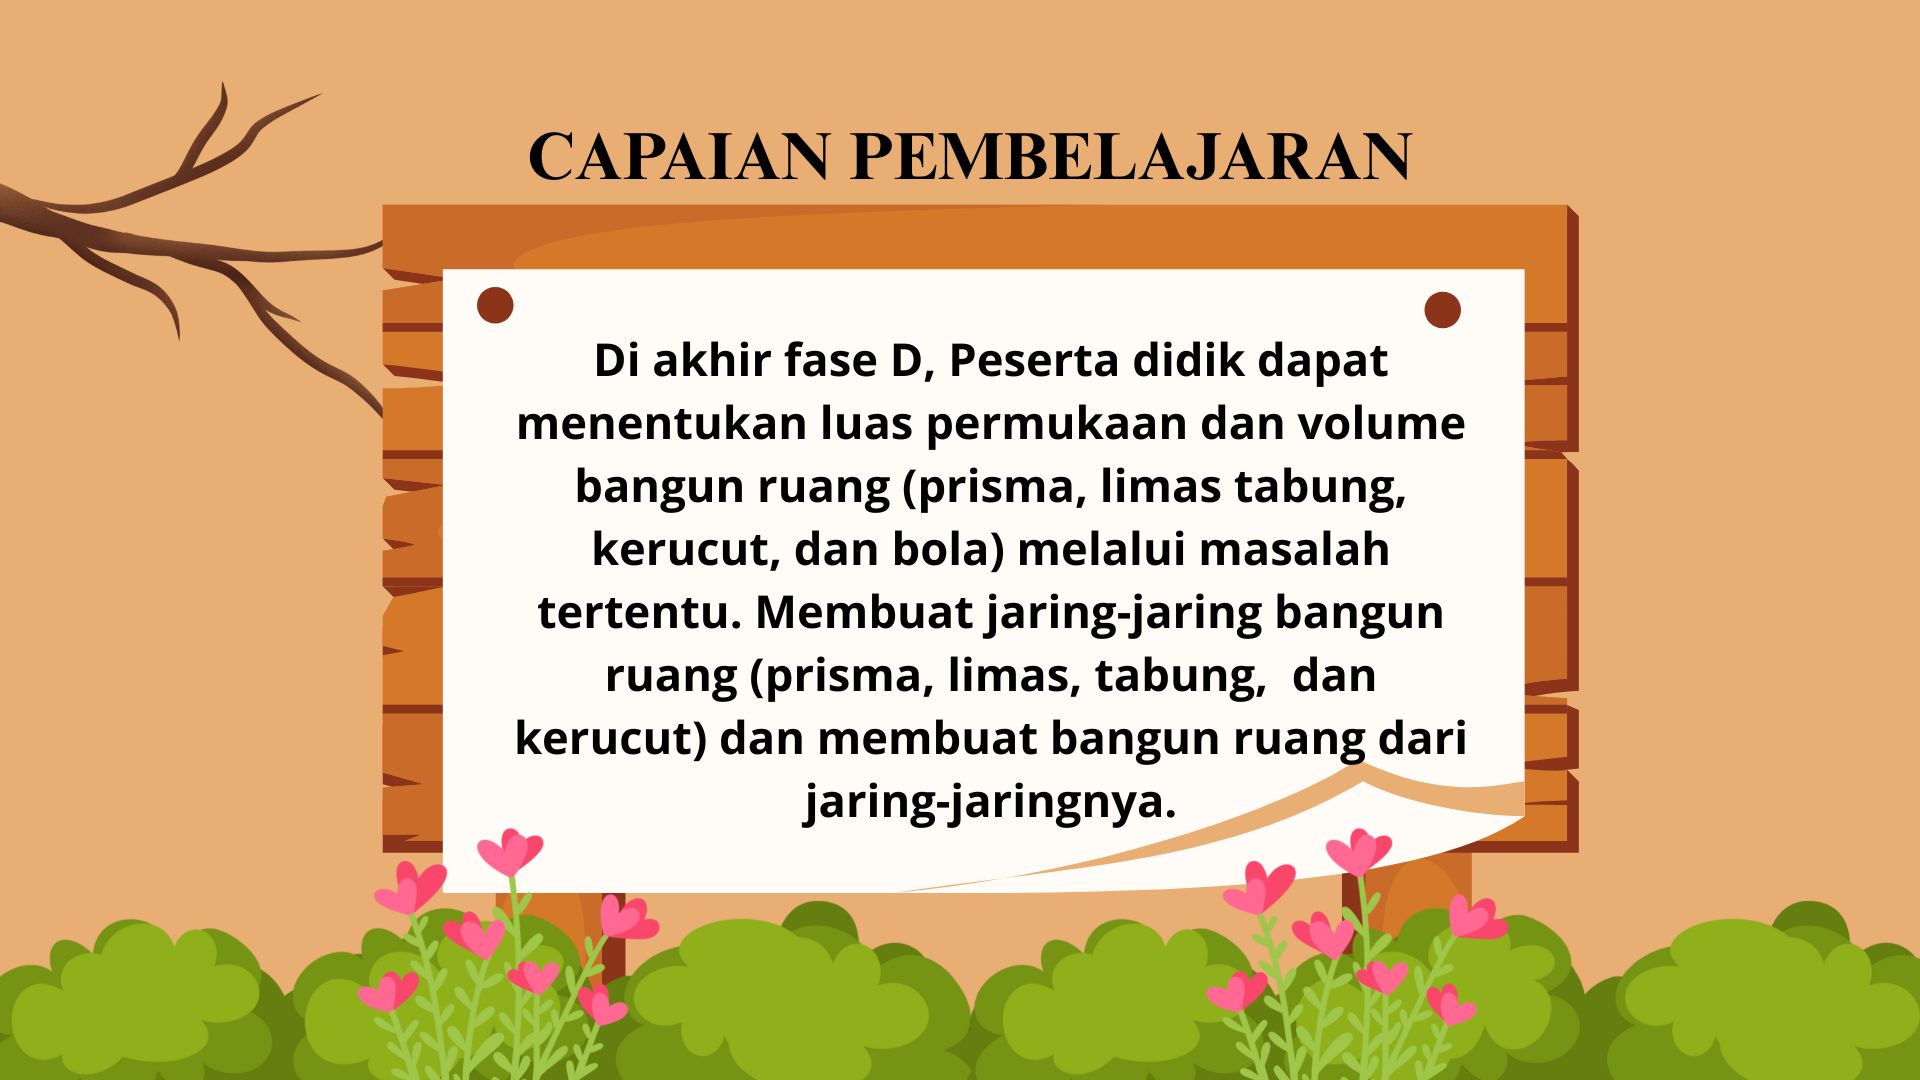 CAPAIAN PEMBELAJARAN
Di akhir fase D, Peserta didik dapat
menentukan luas permukaan dan volume
bangun ruang (prisma, limas tabung,
kerucut, dan bola) melalui masalah
tertentu. Membuat jaring-jaring bangun
ruang (prisma, limas, tabung,  dan
kerucut) dan membuat bangun ruang dari
jaring-jaringnya.